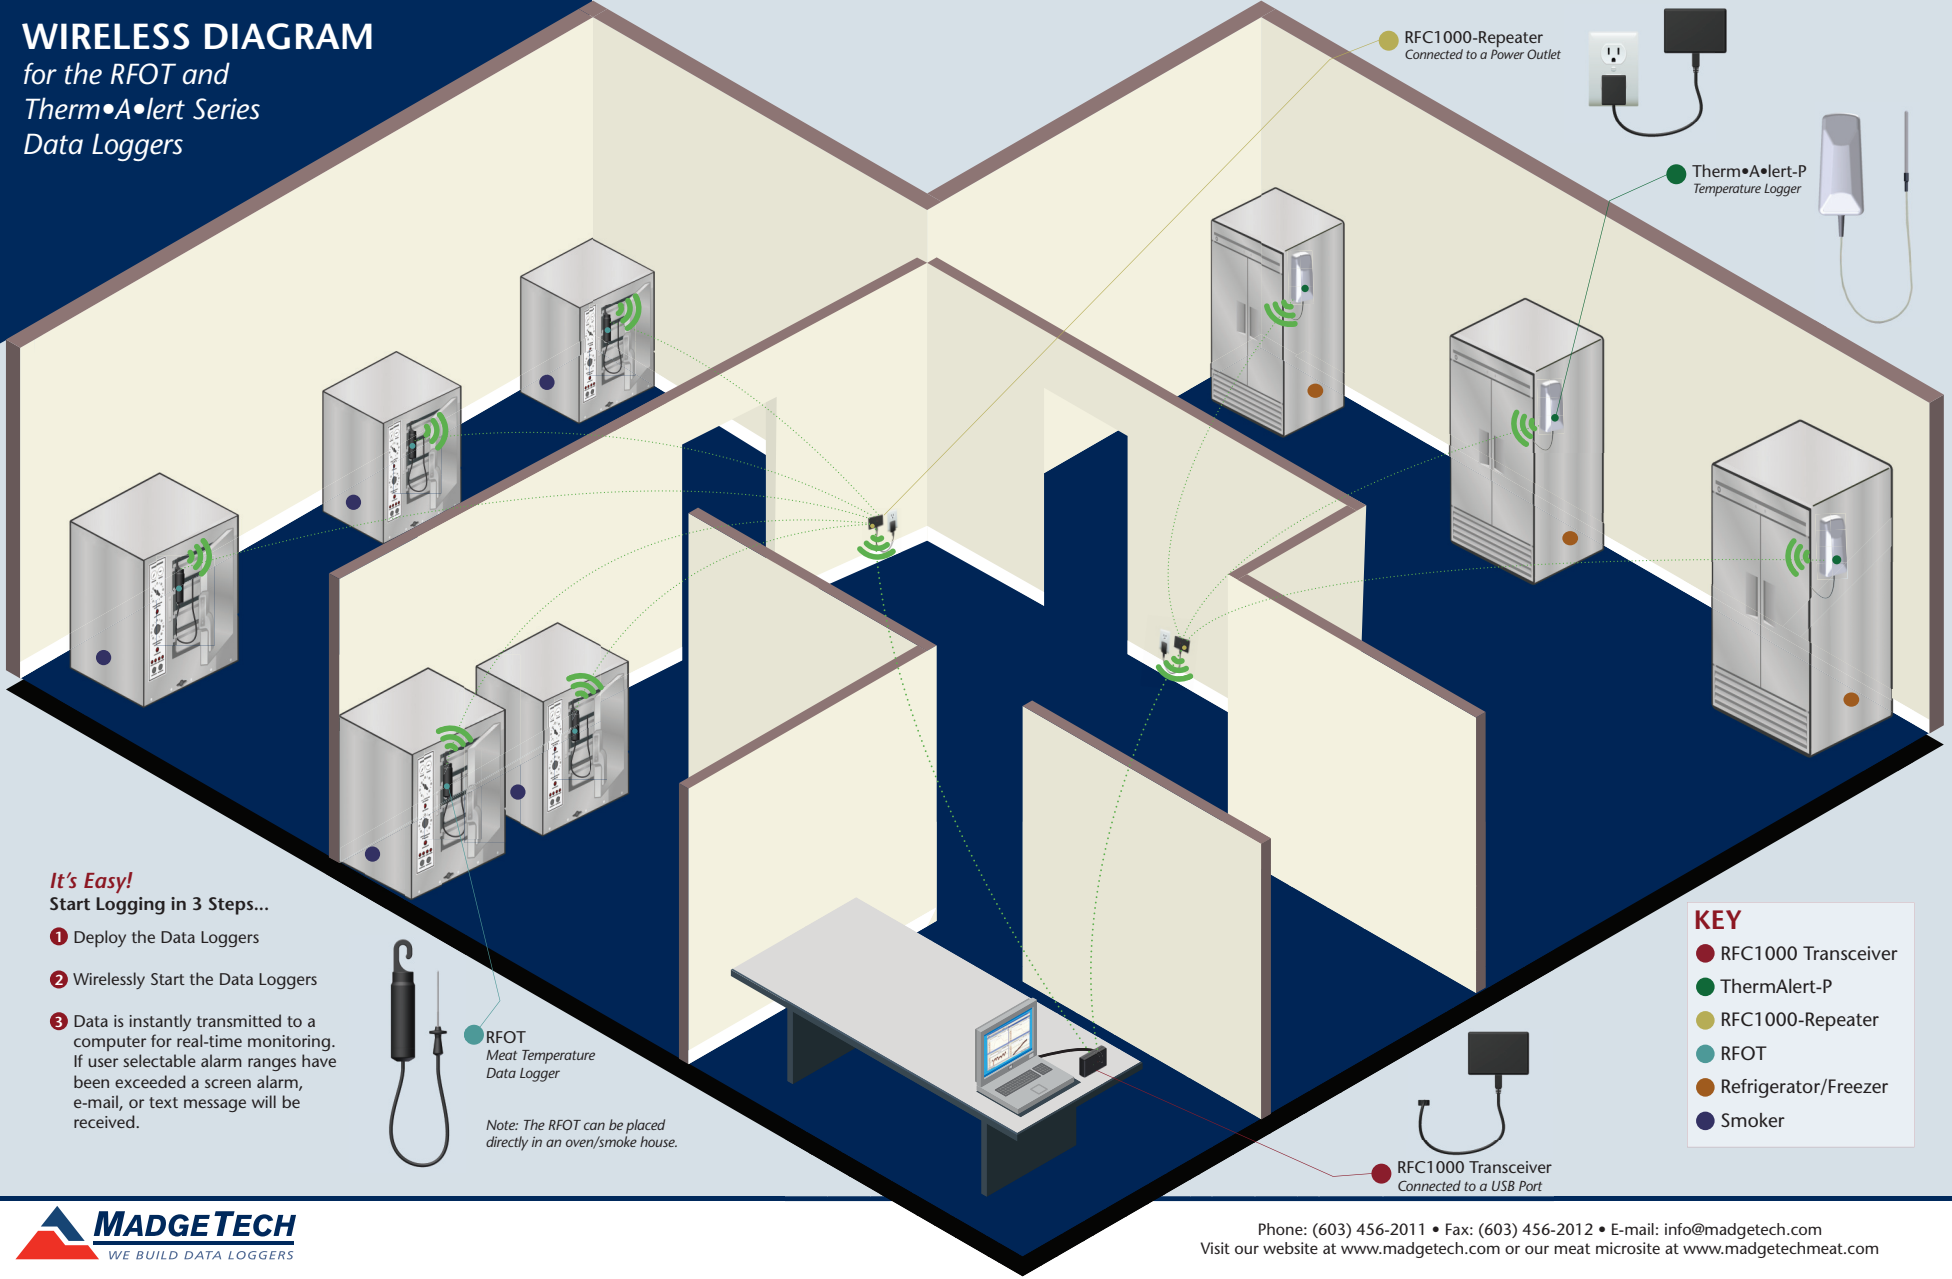 WIRELESS DIAGRAM
for the RFOT and
Therm•A•lert Series
Data Loggers
RFC1000-Repeater
Connected to a Power Outlet
Therm•A•lert-P
Temperature Logger
It's Easy!
Start Logging in 3 Steps...
1 Deploy the Data Loggers
2 Wirelessly Start the Data Loggers
3 Data is instantly transmitted to a
computer for real-time monitoring.
If user selectable alarm ranges have
been exceeded a screen alarm,
e-mail, or text message will be
received.
RFOT
Meat Temperature
Data Logger
Note: The RFOT can be placed
directly in an oven/smoke house.
KEY
RFC1000 Transceiver
ThermAlert-P
RFC1000-Repeater
RFOT
Refrigerator/Freezer
Smoker
RFC1000 Transceiver
Connected to a USB Port
MADGETECH
WE BUILD DATA LOGGERS
Phone: (603) 456-2011 • Fax: (603) 456-2012 • E-mail: info@madgetech.com
Visit our website at www.madgetech.com or our meat microsite at www.madgetechmeat.com